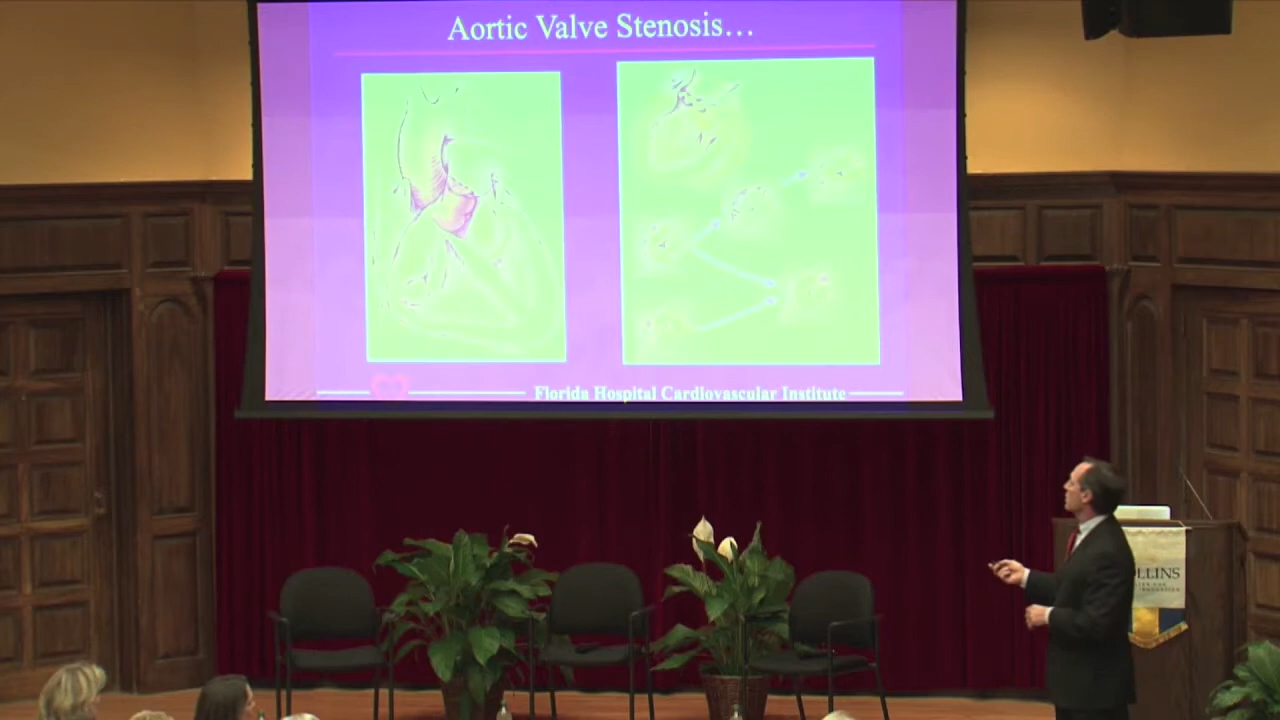 Aortic Valve Stenosis…
Florida Hospital Cardiovascular Institute
OLLINS